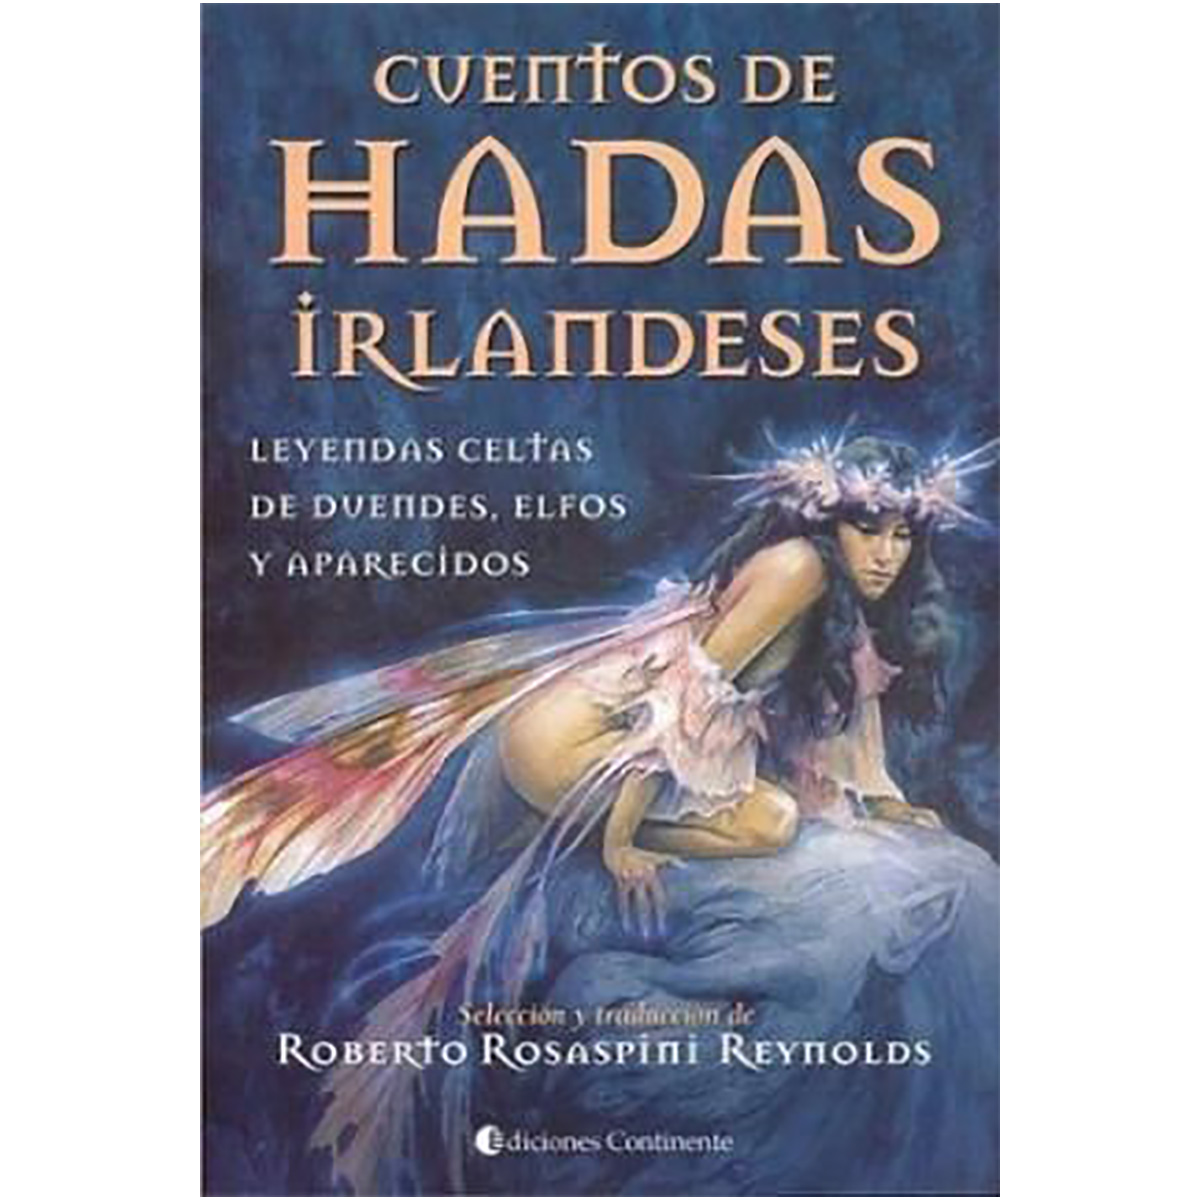 CUENTOS DE
HADAS
IRLANDESES
LEYENDAS CELTAS
DE DUENDES, ELFOS
Y APARECIDOS
Selección y traducción de
ROBERTO ROSASPINI REYNOLDS
Ediciones Continente